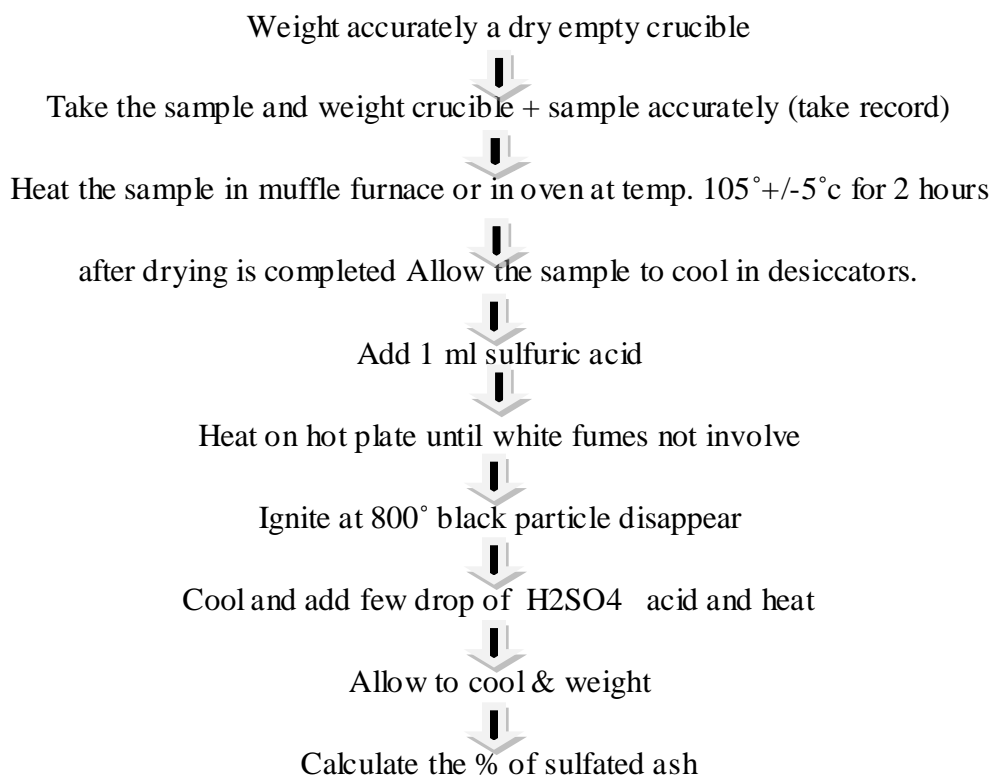 Weight accurately a dry empty crucible
Take the sample and weight crucible + sample accurately (take record)
Heat the sample in muffle furnace or in oven at temp. 105˚+/-5˚c for 2 hours
after drying is completed Allow the sample to cool in desiccators.
Add 1 ml sulfuric acid
Heat on hot plate until white fumes not involve
Ignite at 800˚ black particle disappear
Cool and add few drop of H2SO4 acid and heat
Allow to cool & weight
Calculate the % of sulfated ash